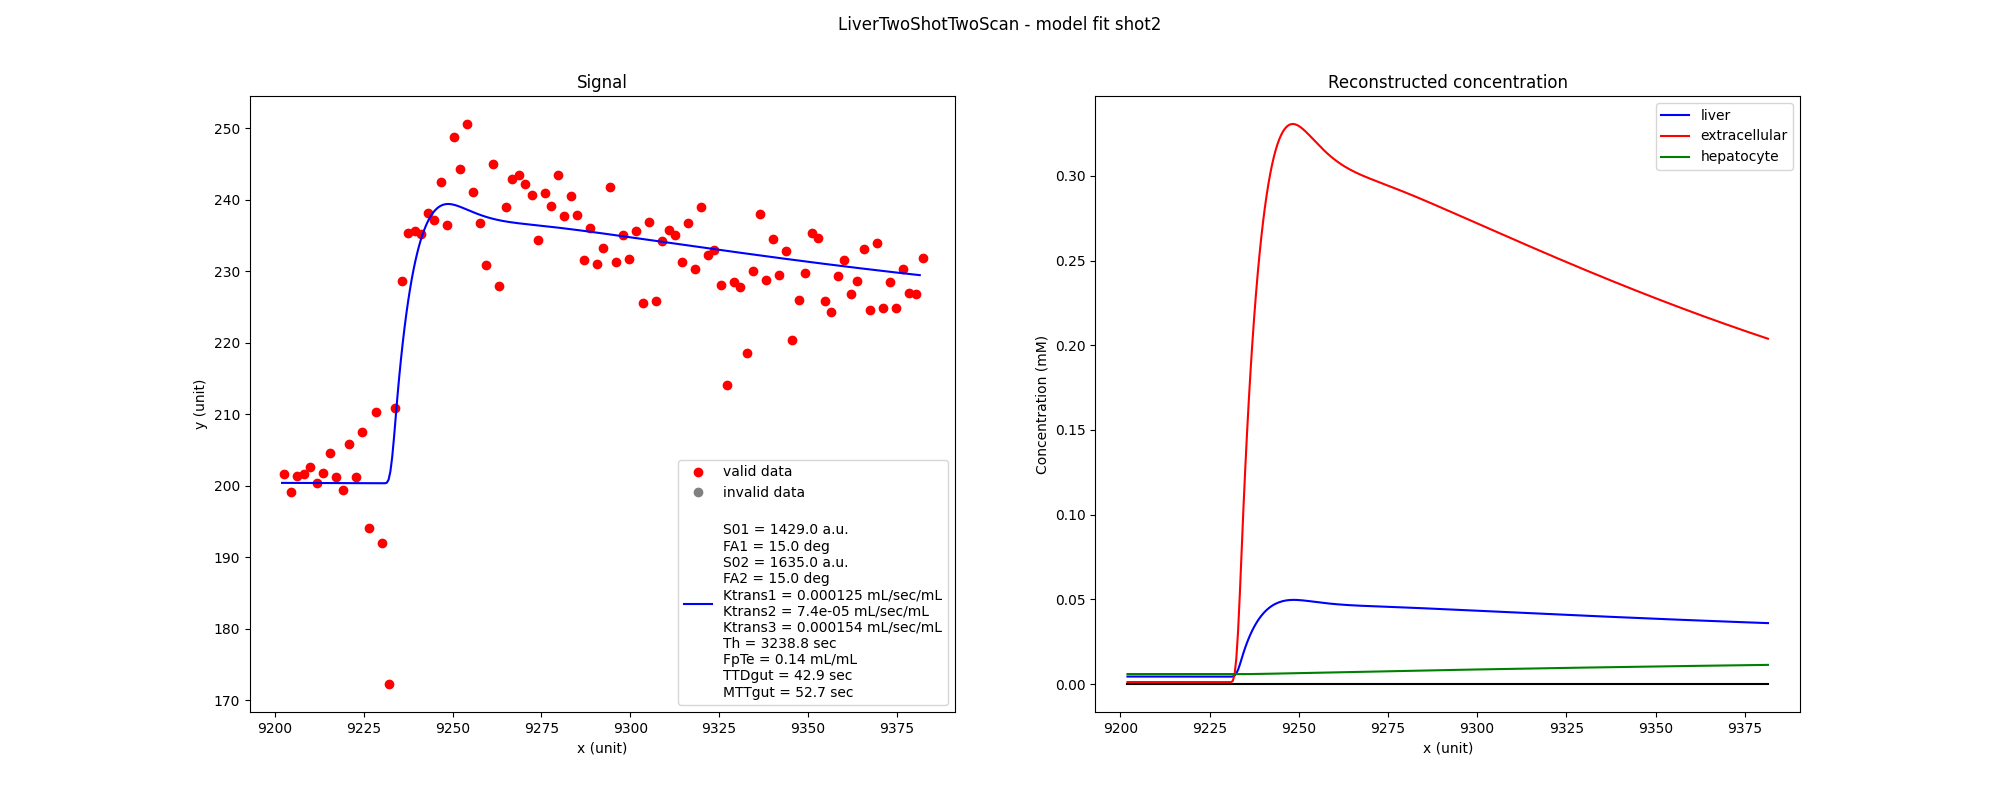 LiverTwoShotTwoScan - model fit shot2
Signal
y (unit)
250
240
230
220
210
200
190
180
170
valid data
invalid data
S01 = 1429.0 a.u.
FA1 = 15.0 deg
S02 = 1635.0 a.u.
FA2 = 15.0 deg
Ktrans1 = 0.000125 mL/sec/mL
Ktrans2 = 7.4e-05 mL/sec/mL
Ktrans3 = 0.000154 mL/sec/mL
Th = 3238.8 sec
FpTe = 0.14 mL/mL
TTDgut = 42.9 sec
MTTgut = 52.7 sec
9200 9225 9250 9275 9300 9325 9350 9375
x (unit)
Reconstructed concentration
Concentration (mM)
0.30
0.25
0.20
0.15
0.10
0.05
0.00
liver
extracellular
hepatocyte
9200 9225 9250 9275 9300 9325 9350 9375
x (unit)